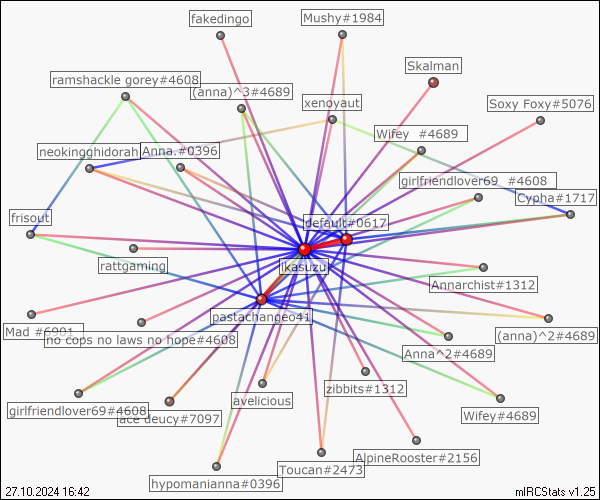 fakedingo
Mushy#1984
Skalman
ramshackle gorey#4608
(anna)^3#4689
xenoyaut
Soxy Foxy#5076
Wifey #4689
neokingghidorah
Anna.#0396
girlfriendlover69 #4608
Cypha#1717
frisout
default#0617
rattgaming
ikasuzu
Annarchist#1312
pastachangeo41
Mad #6901
no cops no laws no hope#4608
(anna)^2#4689
Anna^2#4689
zibbits#1312
girlfriendlover69#4608
ace deucy#7097
avelicious
Wifey#4689
AlpineRooster#2156
Toucan#2473
hypomanianna#0396
27.10.2024 16:42
mIRCStats v1.25